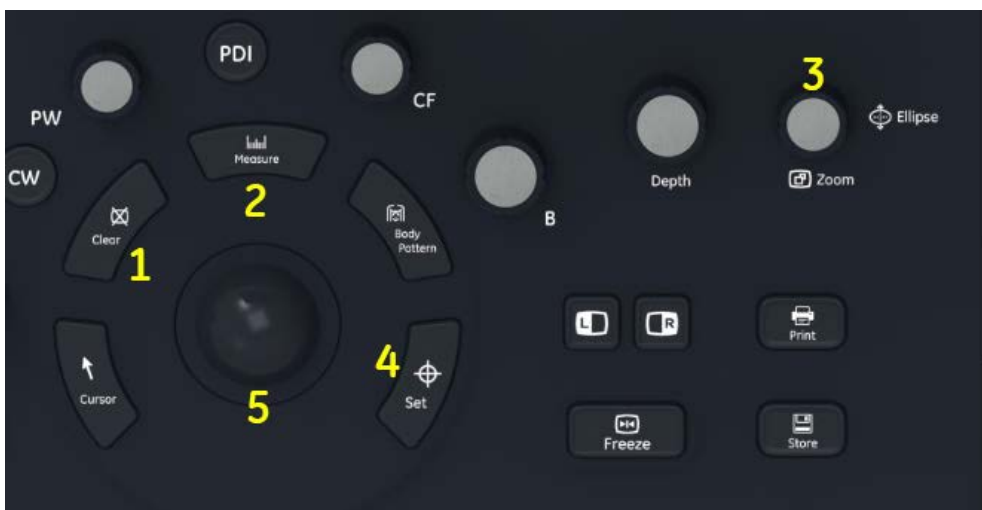 PDI
CF
PW
3
Ellipse
Measure
CW
2
Depth
Zoom
B
Clear
1
Body
Pattern
L
R
Print
4
Cursor
5
Set
Freeze
Store